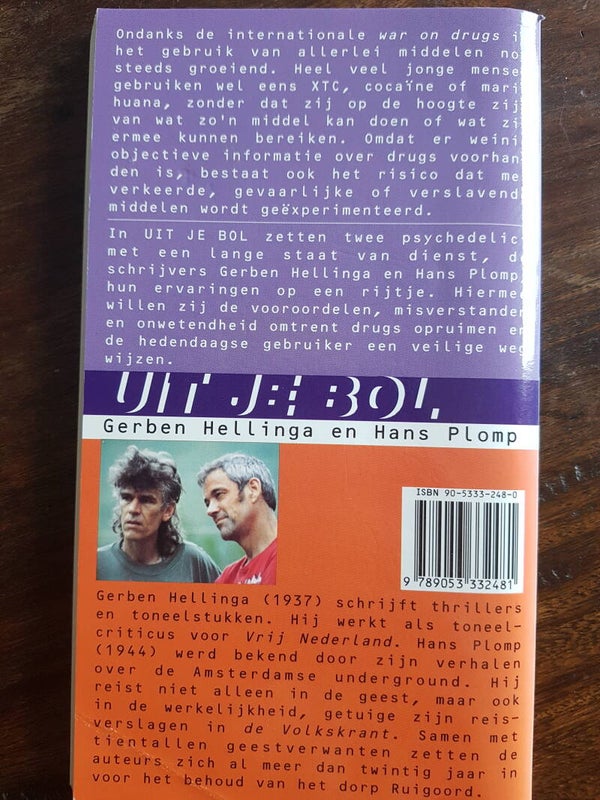 Ondanks de internationale war on drugs i
het gebruik van allerlei middelen no
steeds groeiend. Heel veel jonge mense
gebruiken wel eens XTC, cocaïne of mari
huana, zonder dat zij op de hoogte zij
van wat zo'n middel kan doen of wat zi
ermee kunnen bereiken. Omdat er weini
objectieve informatie over drugs voorhan
den is, bestaat ook het risico dat me
verkeerde, gevaarlijke of verslavend
middelen wordt geëxperimenteerd.
In UIT JE BOL zetten twee psychedelic
met een lange staat van dienst, d
schrijvers Gerben Hellinga en Hans Plomp,
hun ervaringen op een rijtje. Hierme
willen zij de vooroordelen, misverstande
en onwetendheid omtrent drugs opruimen e
de hedendaagse gebruiker een veilige weg
wijzen.
UIT JE BOL
Gerben Hellinga en Hans Plomp
ISBN 90-5333-248-0
9 789053 332481
Gerben Hellinga (1937) schrijft thrillers
en toneelstukken. Hij werkt als toneel-
criticus voor Vrij Nederland. Hans Plomp
(1944) werd bekend door zijn verhalen
over de Amsterdamse underground. Hij
reist niet alleen in de geest, maar ook
in de werkelijkheid, getuige zijn reis-
verslagen in de Volkskrant. Samen met
tientallen geestverwanten zetten de
auteurs zich al meer dan twintig jaar in
voor het behoud van het dorp Ruigoord.